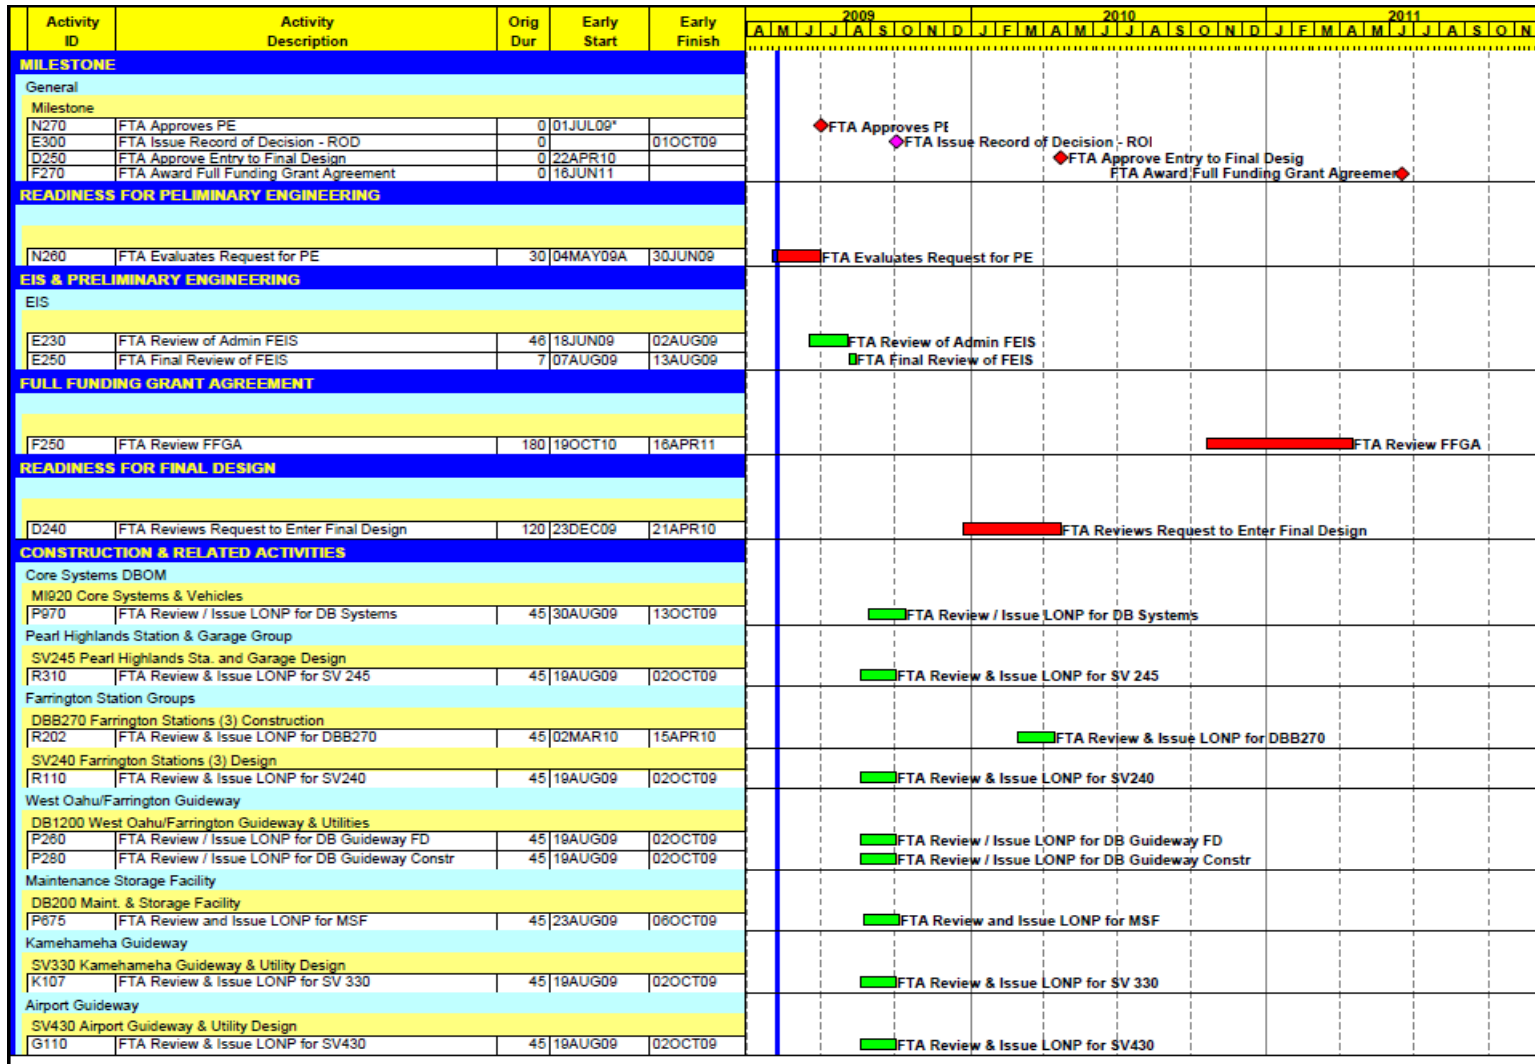 Activity ID Activity Description Orig Dur Early Start Early Finish 2009 2010 2011
A M J J A S O N D J F M A M J J A S O N D J F M A M J J A S O N
MILESTONE
General
Milestone
N270 FTA Approves PE 0 01JUL09* FTA Approves PE
E300 FTA Issue Record of Decision - ROD 0 01OCT09 FTA Issue Record of Decision - ROI
D250 FTA Approve Entry to Final Design 0 22APR10 FTA Approve Entry to Final Desig
F270 FTA Award Full Funding Grant Agreement 0 16JUN11 FTA Award Full Funding Grant Agreemen
READINESS FOR PELIMINARY ENGINEERING
N260 FTA Evaluates Request for PE 30 04MAY09A 30JUN09 FTA Evaluates Request for PE
EIS & PRELIMINARY ENGINEERING
EIS
E230 FTA Review of Admin FEIS 46 18JUN09 02AUG09 FTA Review of Admin FEIS
E250 FTA Final Review of FEIS 7 07AUG09 13AUG09 FTA Final Review of FEIS
FULL FUNDING GRANT AGREEMENT
F250 FTA Review FFGA 180 19OCT10 16APR11 FTA Review FFGA
READINESS FOR FINAL DESIGN
D240 FTA Reviews Request to Enter Final Design 120 23DEC09 21APR10 FTA Reviews Request to Enter Final Design
CONSTRUCTION & RELATED ACTIVITIES
Core Systems DBOM
MI920 Core Systems & Vehicles
P970 FTA Review / Issue LONP for DB Systems 45 30AUG09 13OCT09 FTA Review / Issue LONP for DB Systems
Pearl Highlands Station & Garage Group
SV245 Pearl Highlands Sta. and Garage Design
R310 FTA Review & Issue LONP for SV 245 45 19AUG09 02OCT09 FTA Review & Issue LONP for SV 245
Farrington Station Groups
DBB270 Farrington Stations (3) Construction
R202 FTA Review & Issue LONP for DBB270 45 02MAR10 15APR10 FTA Review & Issue LONP for DBB270
SV240 Farrington Stations (3) Design
R110 FTA Review & Issue LONP for SV240 45 19AUG09 02OCT09 FTA Review & Issue LONP for SV240
West Oahu/Farrington Guideway
DB1200 West Oahu/Farrington Guideway & Utilities
P260 FTA Review / Issue LONP for DB Guideway FD 45 19AUG09 02OCT09 FTA Review / Issue LONP for DB Guideway FD
P280 FTA Review / Issue LONP for DB Guideway Constr 45 19AUG09 02OCT09 FTA Review / Issue LONP for DB Guideway Constr
Maintenance Storage Facility
DB200 Maint. & Storage Facility
P675 FTA Review and Issue LONP for MSF 45 23AUG09 06OCT09 FTA Review and Issue LONP for MSF
Kamehameha Guideway
SV330 Kamehameha Guideway & Utility Design
K107 FTA Review & Issue LONP for SV 330 45 19AUG09 02OCT09 FTA Review & Issue LONP for SV 330
Airport Guideway
SV430 Airport Guideway & Utility Design
G110 FTA Review & Issue LONP for SV430 45 19AUG09 02OCT09 FTA Review & Issue LONP for SV430